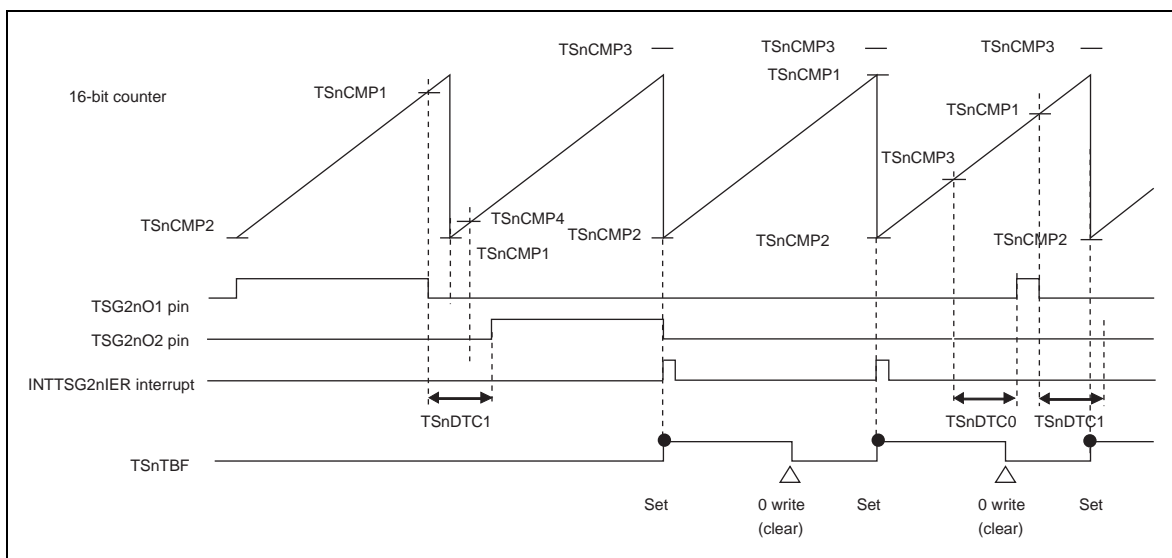 TSnCMP3
TSnCMP3
TSnCMP3
16-bit counter
TSnCMP1
TSnCMP1
TSnCMP1
TSnCMP3
TSnCMP2
TSnCMP4
TSnCMP1
TSnCMP2
TSnCMP2
TSnCMP2
TSG2nO1 pin
TSG2nO2 pin
INTTSG2nIER interrupt
TSnDTC1
TSnDTC0
TSnDTC1
TSnTBF
Set
0 write
(clear)
Set
0 write
(clear)
Set